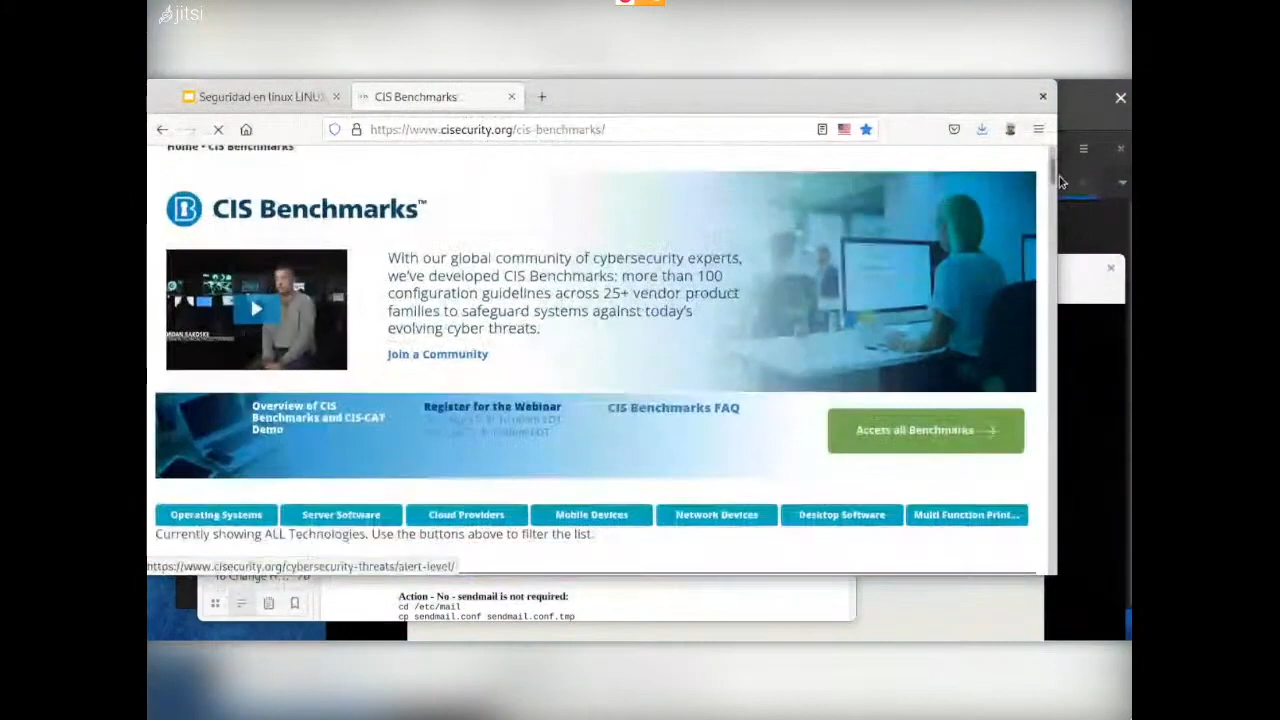 jitsi
Seguridad en linux LINU
CIS Benchmarks
https://www.cisecurity.org/cis-benchmarks/
Home • CIS Benchmarks
CIS Benchmarks™
With our global community of cybersecurity experts,
we've developed CIS Benchmarks: more than 100
configuration guidelines across 25+ vendor product
families to safeguard systems against today's
evolving cyber threats.
Join a Community
Overview of CIS
Benchmarks and CIS-CAT
Demo
Register for the Webinar
CIS Benchmarks FAQ
Access all Benchmarks
Operating Systems
Server Software
Cloud Providers
Mobile Devices
Network Devices
Desktop Software
Multi Function Print...
Currently showing ALL Technologies. Use the buttons above to filter the list.
https://www.cisecurity.org/cybersecurity-threats/alert-level/
Action - No - sendmail is not required:
cd /etc/mail
cp sendmail.conf sendmail.conf.tmp